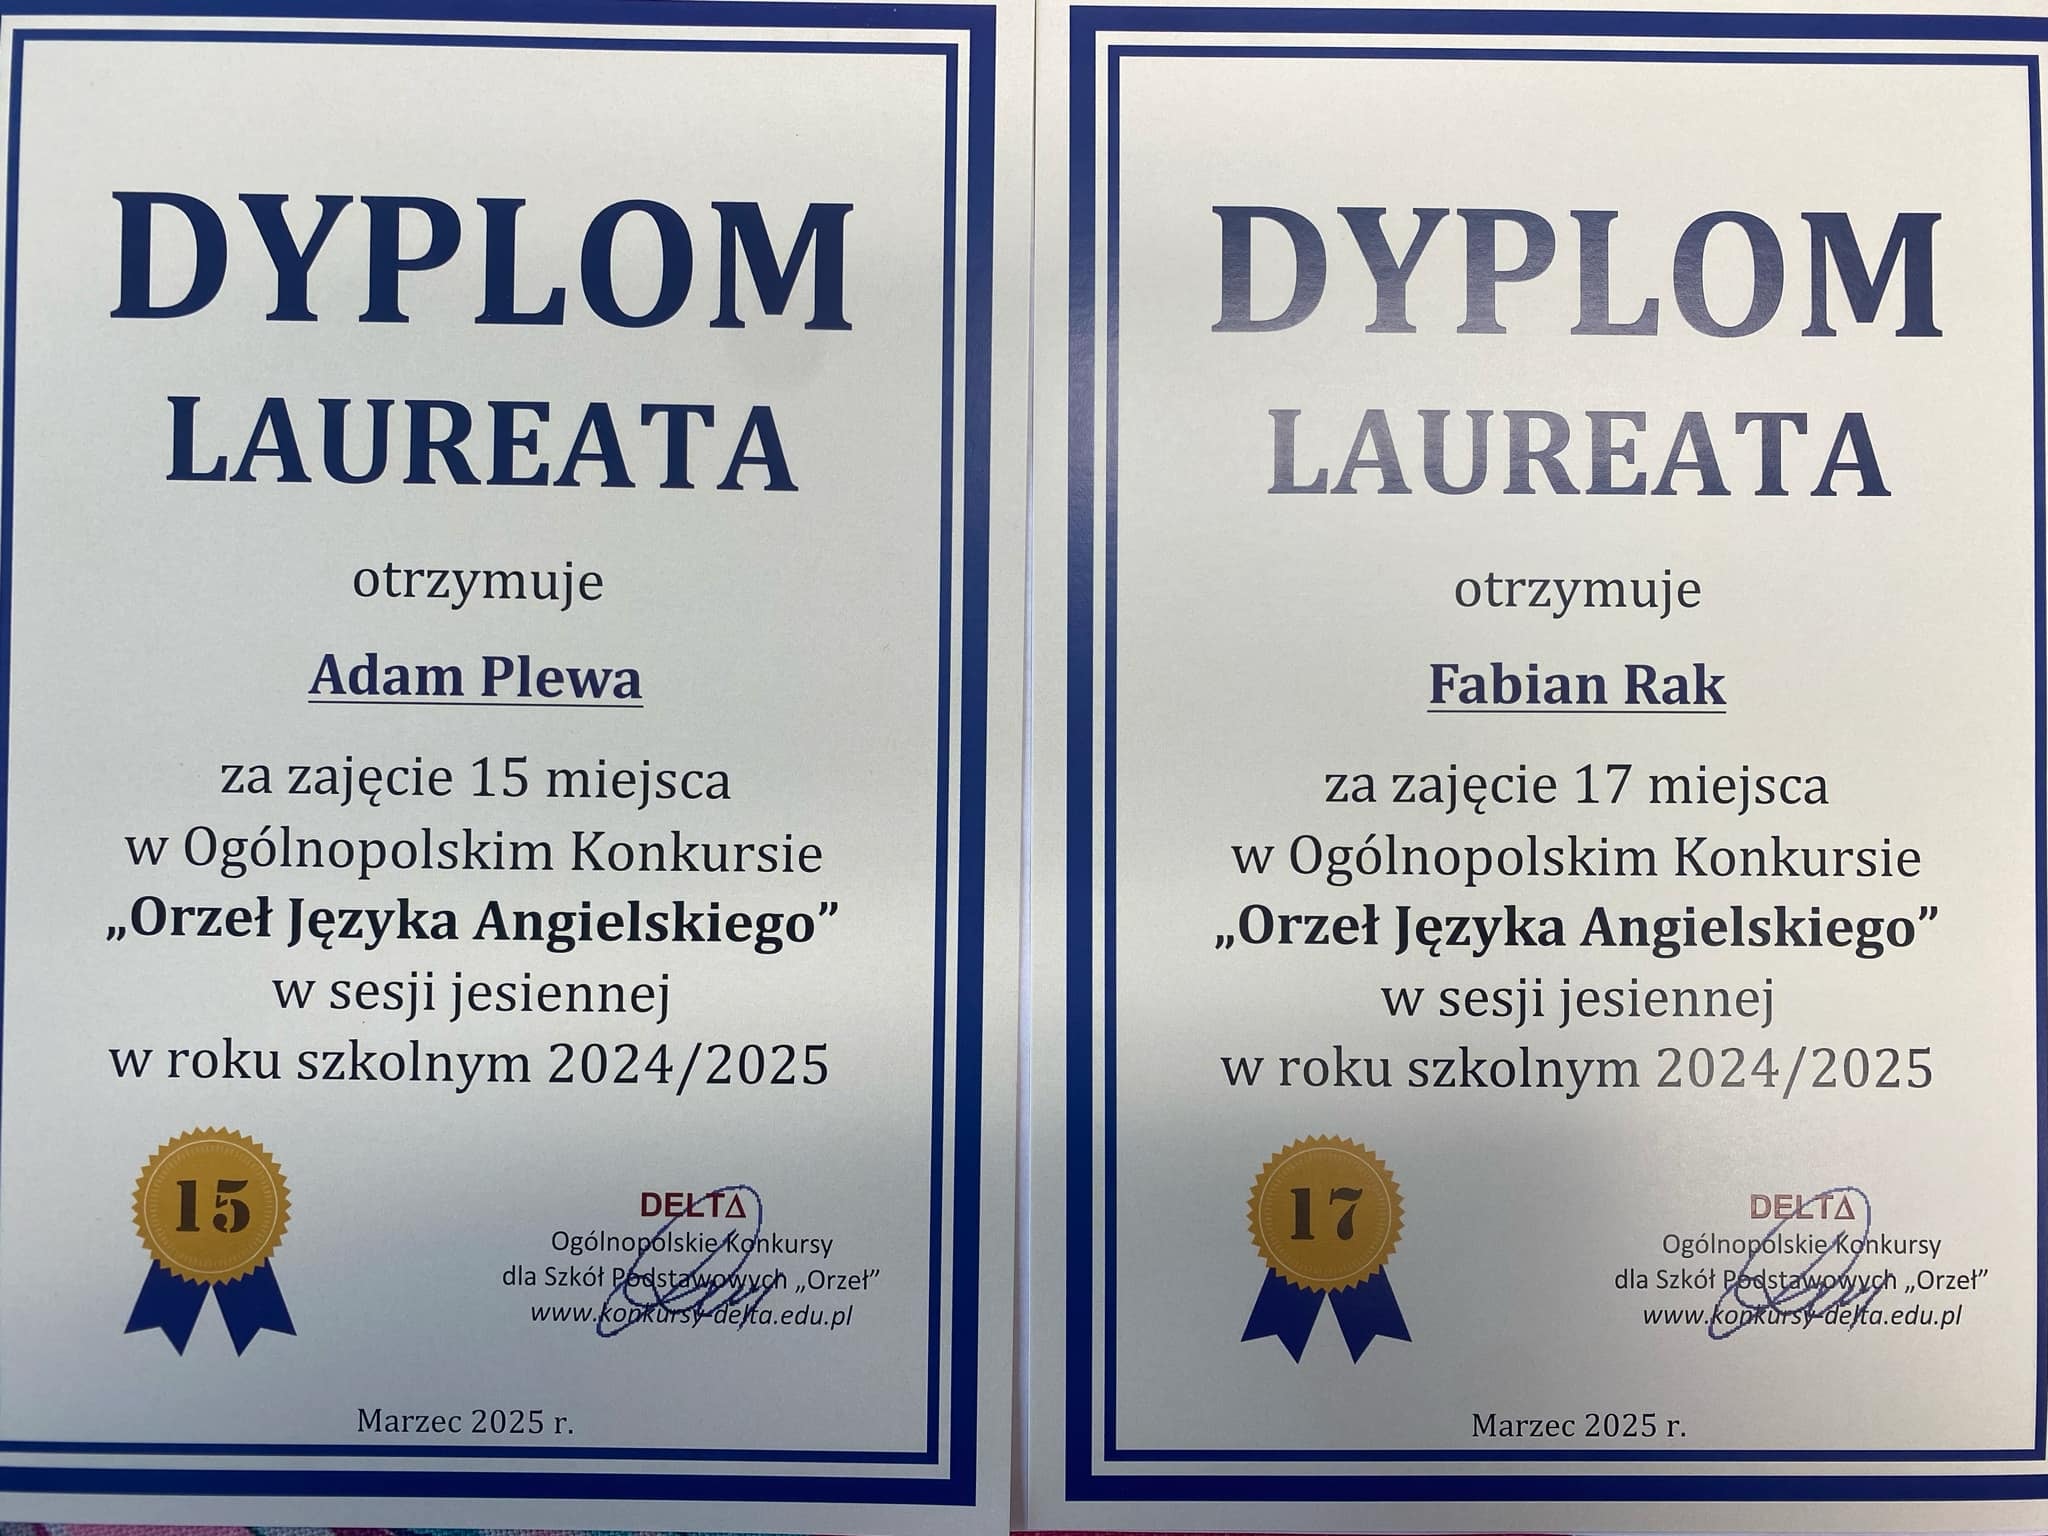 DYPLOM
LAUREATA
otrzymuje
Adam Plewa
za zajęcie 15 miejsca
w Ogólnopolskim Konkursie
„Orzeł Języka Angielskiego”
w sesji jesiennej
w roku szkolnym 2024/2025
15
DELTA
Ogólnopolskie Konkursy
dla Szkół Podstawowych „Orzeł”
www.konkursy-delta.edu.pl
Marzec 2025 r.
DYPLOM
LAUREATA
otrzymuje
Fabian Rak
za zajęcie 17 miejsca
w Ogólnopolskim Konkursie
„Orzeł Języka Angielskiego”
w sesji jesiennej
w roku szkolnym 2024/2025
17
DELTA
Ogólnopolskie Konkursy
dla Szkół Podstawowych „Orzeł”
www.konkursy-delta.edu.pl
Marzec 2025 r.